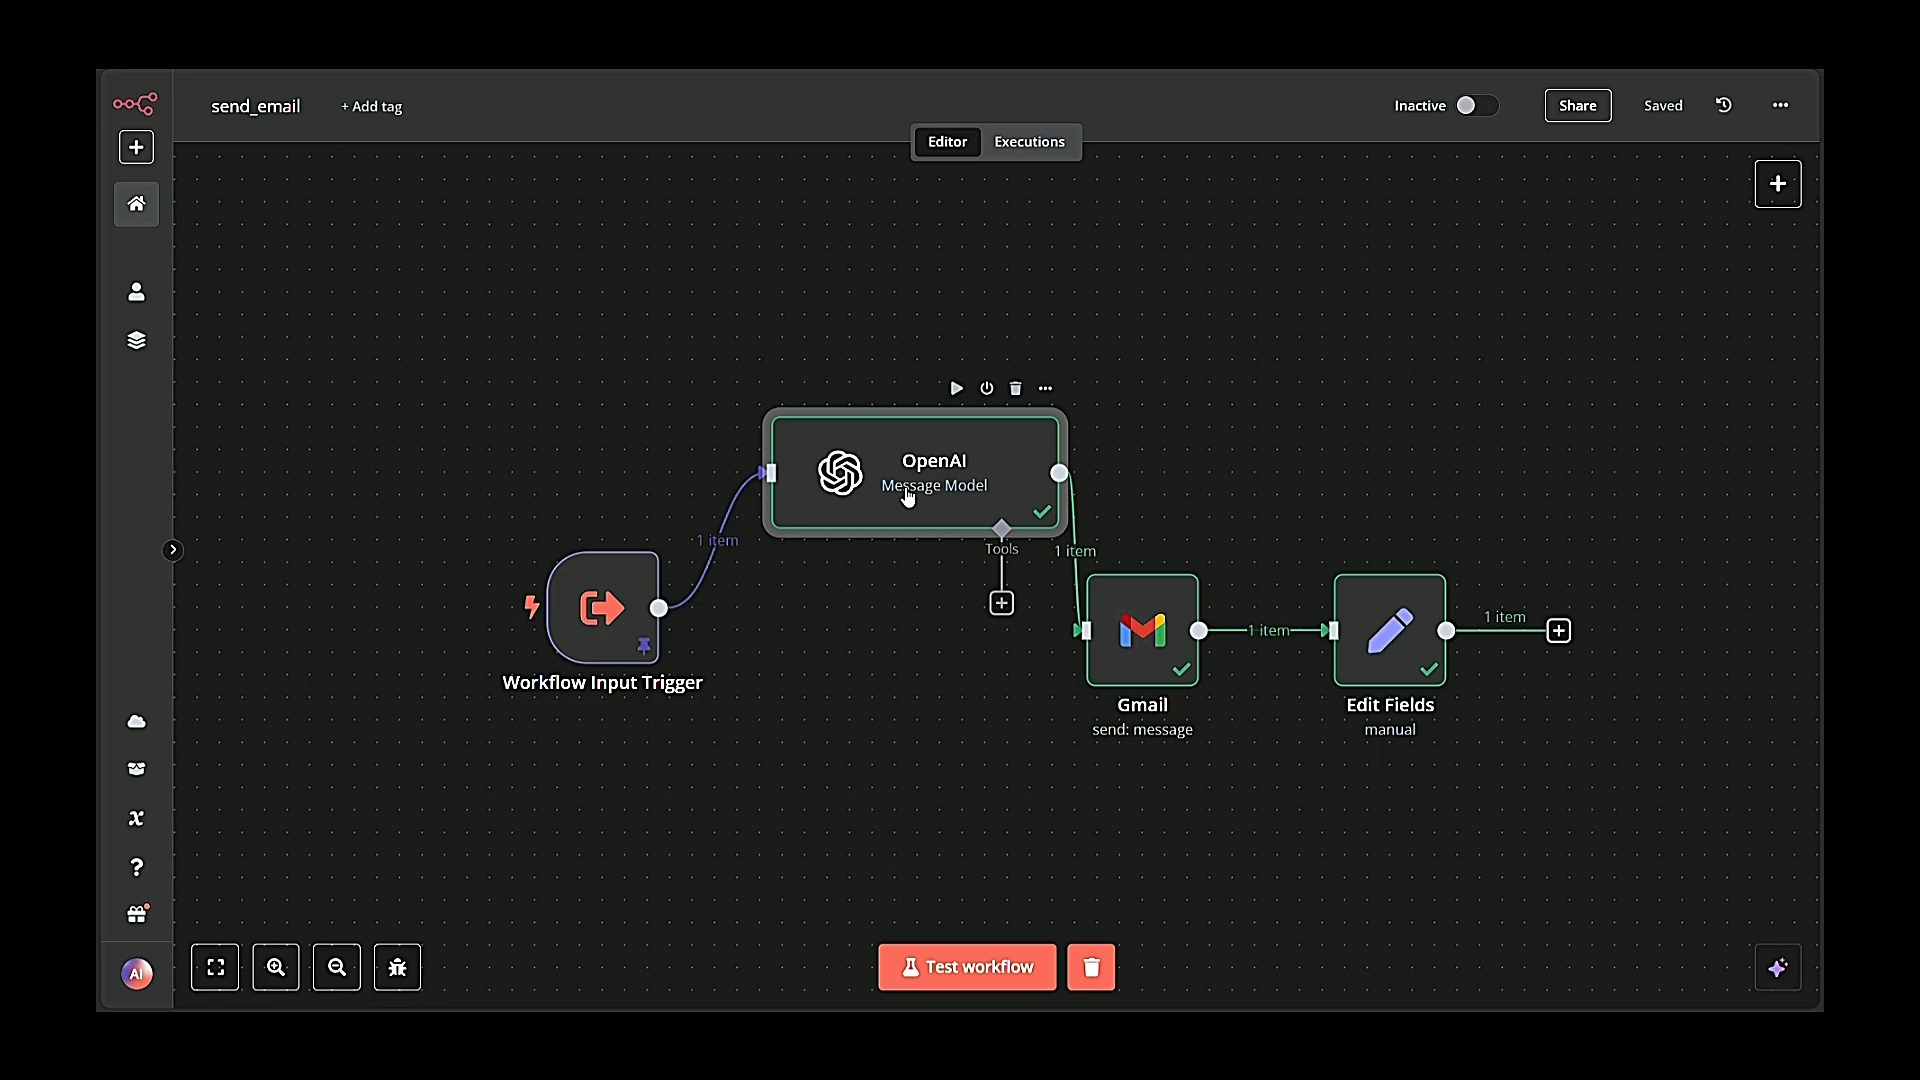 send_email
+ Add tag
Inactive
Share
Saved
Editor
Executions
OpenAI
Message Model
1 item
Tools
1 item
1 item
1 item
Workflow Input Trigger
Gmail
send: message
Edit Fields
manual
x
?
AI
Test workflow